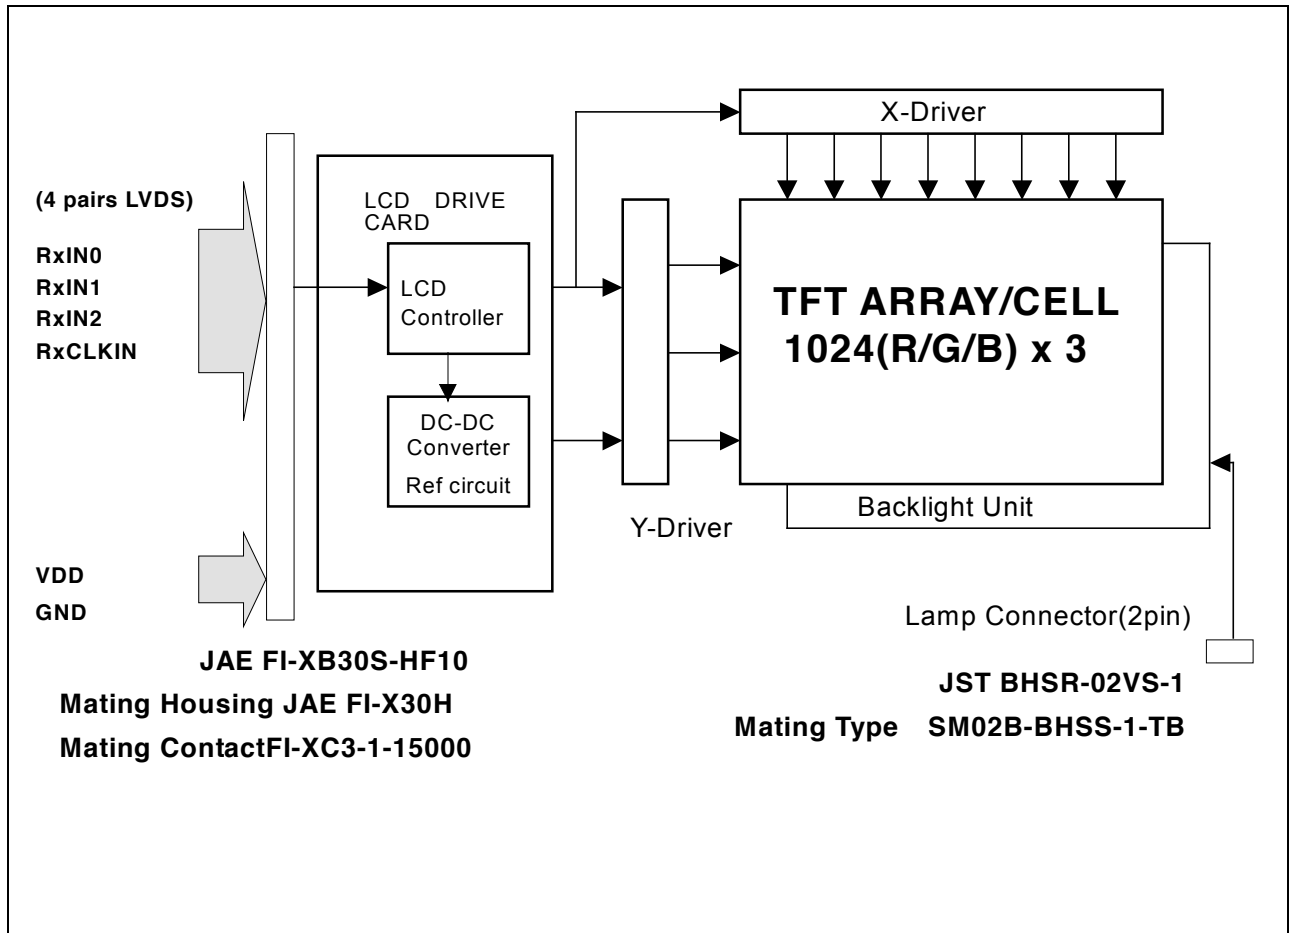 X-Driver
(4 pairs LVDS)
RxIN0
RxIN1
RxIN2
RxCLKIN
LCD DRIVE
CARD
LCD
Controller
DC-DC
Converter
Ref circuit
TFT ARRAY/CELL
1024(R/G/B) x 3
Backlight Unit
Y-Driver
VDD
GND
JAE FI-XB30S-HF10
Mating Housing JAE FI-X30H
Mating ContactFI-XC3-1-15000
Lamp Connector(2pin)
JST BHSR-02VS-1
Mating Type SM02B-BHSS-1-TB